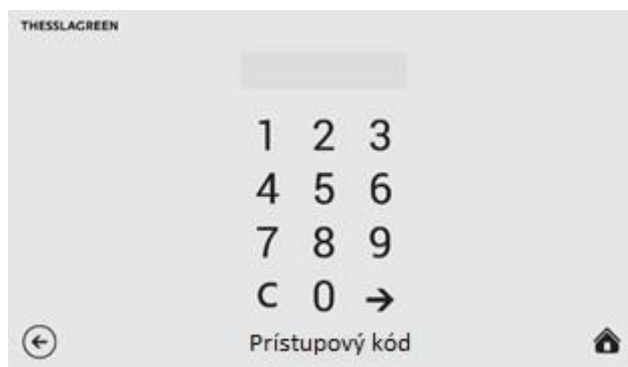 THESSLAGREEN
1 2 3
4 5 6
7 8 9
C 0 →
Prístupový kód